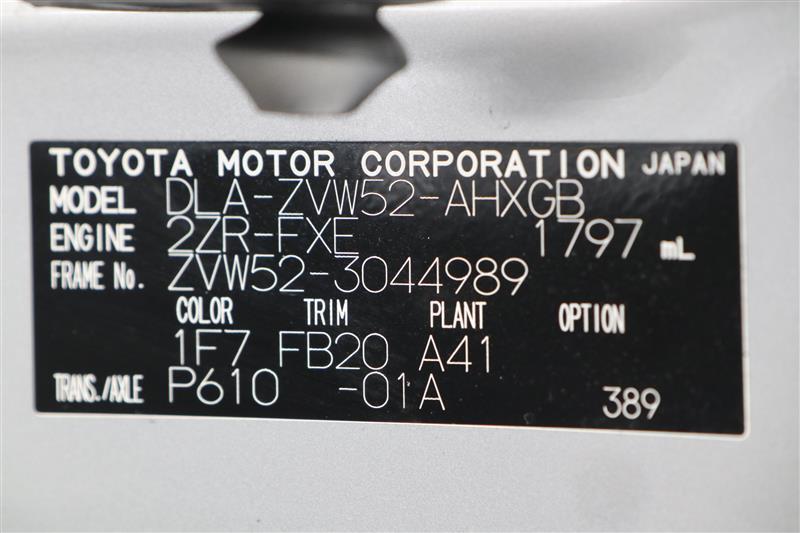 TOYOTA MOTOR CORPORATION JAPAN
MODEL DLA-ZVW52-AHXGB
ENGINE 2ZR-FXE 1797 mL
FRAME No. ZVW52-3044989
COLOR TRIM PLANT OPTION
1F7 FB20 A41
TRANS./AXLE P610 -01A 389